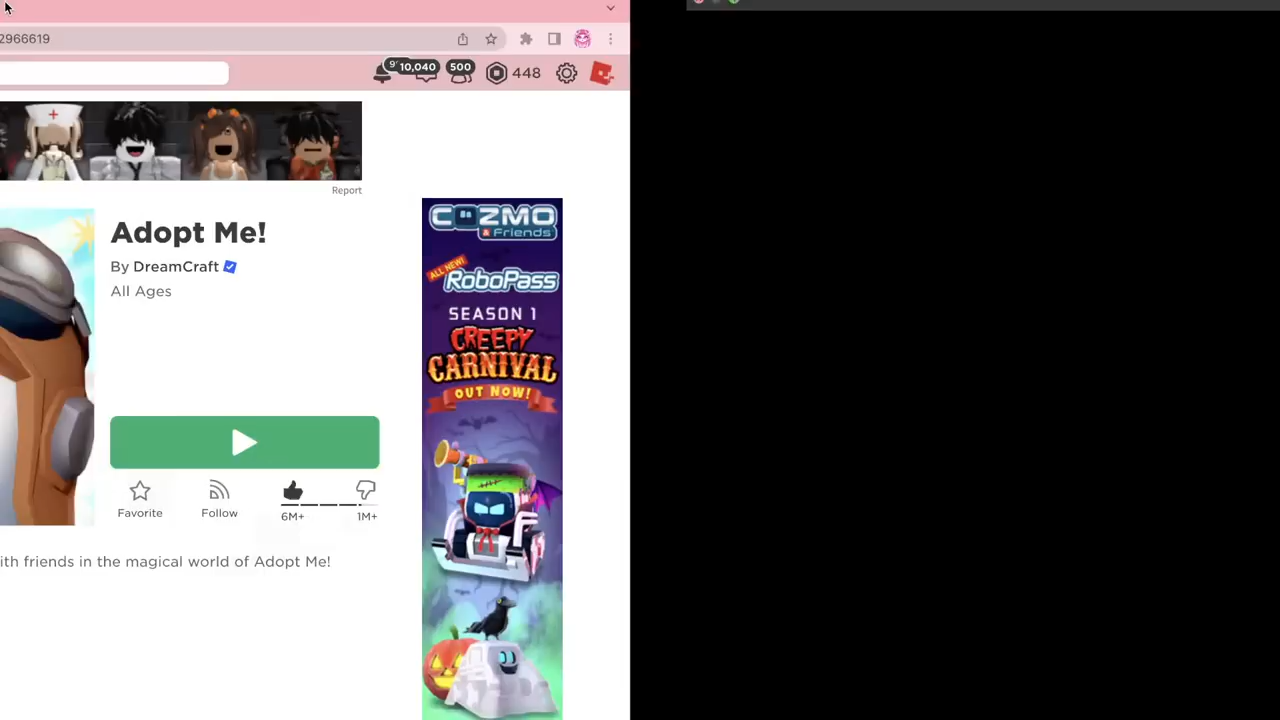 2966619
10,040
500
448
Report
Adopt Me!
By DreamCraft
All Ages
Favorite
Follow
6M+
1M+
ith friends in the magical world of Adopt Me!
COZMO
& Friends
ALL NEW!
RoboPass
SEASON 1
CREEPY
CARNIVAL
OUT NOW!